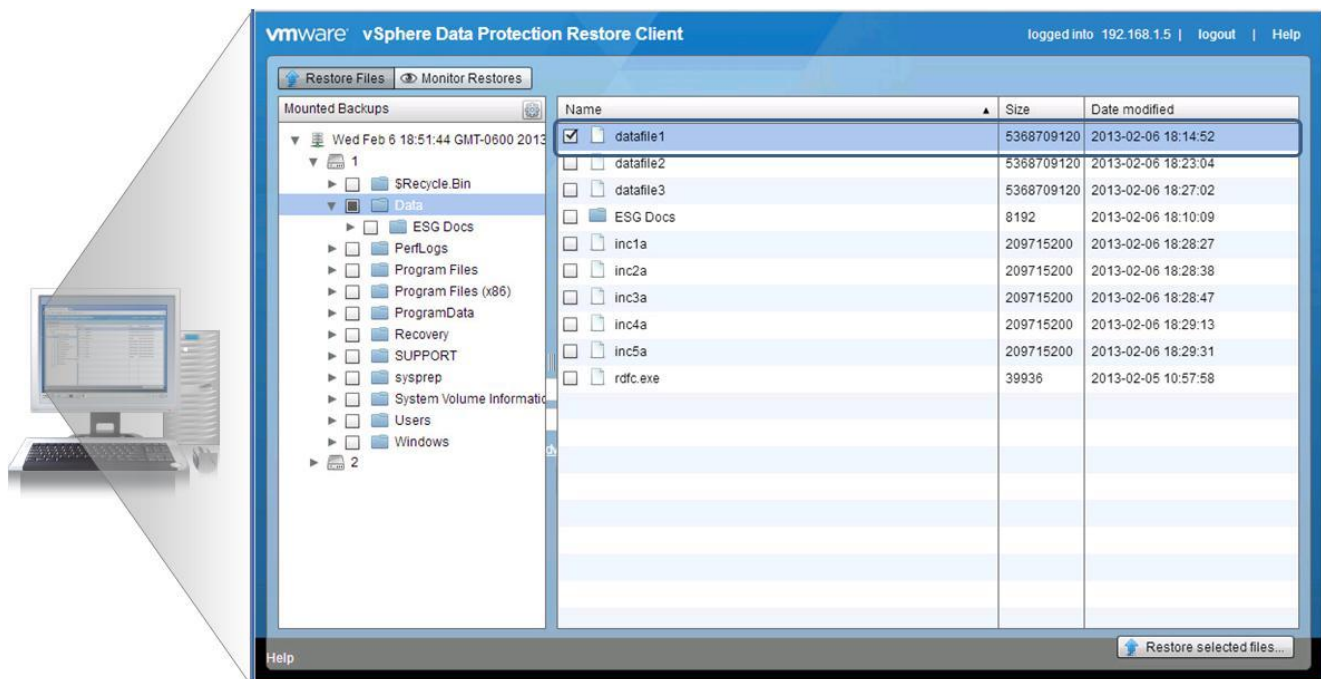 vmware vSphere Data Protection Restore Client logged into 192.168.1.5 | logout | Help
Restore Files Monitor Restores
Mounted Backups Name Size Date modified
Wed Feb 6 18:51:44 GMT-0600 2013
1
$Recycle.Bin
Data
ESG Docs
PerfLogs
Program Files
Program Files (x86)
ProgramData
Recovery
SUPPORT
sysprep
System Volume Informatic
Users
Windows
2
datafile1 5368709120 2013-02-06 18:14:52
datafile2 5368709120 2013-02-06 18:23:04
datafile3 5368709120 2013-02-06 18:27:02
ESG Docs 8192 2013-02-06 18:10:09
inc1a 209715200 2013-02-06 18:28:27
inc2a 209715200 2013-02-06 18:28:38
inc3a 209715200 2013-02-06 18:28:47
inc4a 209715200 2013-02-06 18:29:13
inc5a 209715200 2013-02-06 18:29:31
rdfc.exe 39936 2013-02-05 10:57:58
Restore selected files...
Help